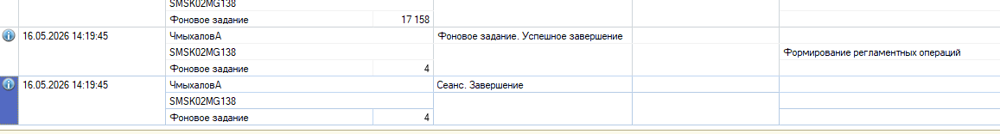 SMSK02MG138
Фоновое задание 17 158
16.05.2026 14:19:45 ЧмыхаловА Фоновое задание. Успешное завершение
SMSK02MG138 Формирование регламентных операций
Фоновое задание 4
16.05.2026 14:19:45 ЧмыхаловА Сеанс. Завершение
SMSK02MG138
Фоновое задание 4